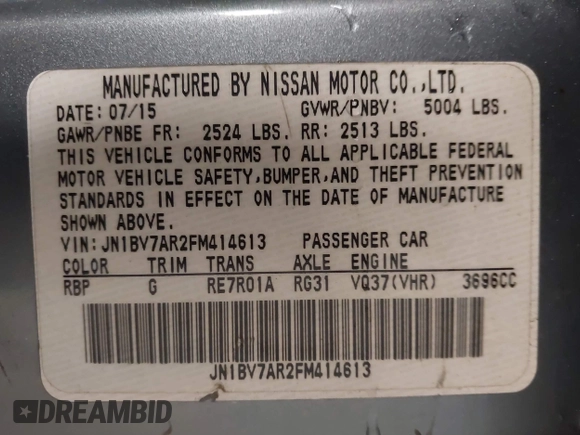 MANUFACTURED BY NISSAN MOTOR CO.,LTD.
DATE: 07/15 GVWR/PNBV: 5004 LBS.
GAWR/PNBE FR: 2524 LBS. RR: 2513 LBS.
THIS VEHICLE CONFORMS TO ALL APPLICABLE FEDERAL
MOTOR VEHICLE SAFETY,BUMPER,AND THEFT PREVENTION
STANDARDS IN EFFECT ON THE DATE OF MANUFACTURE
SHOWN ABOVE.
VIN:JN1BV7AR2FM414613 PASSENGER CAR
COLOR TRIM TRANS AXLE ENGINE
RBP G RE7R01A RG31 VQ37(VHR) 3696CC
JN1BV7AR2FM414613
DREAMBID